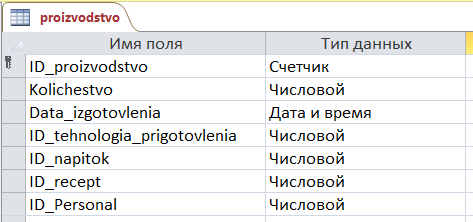 proizvodstvo
Имя поля Тип данных
ID_proizvodstvo Счетчик
Kolichestvo Числовой
Data_izgotovlenia Дата и время
ID_tehnologia_prigotovlenia Числовой
ID_napitok Числовой
ID_recept Числовой
ID_Personal Числовой